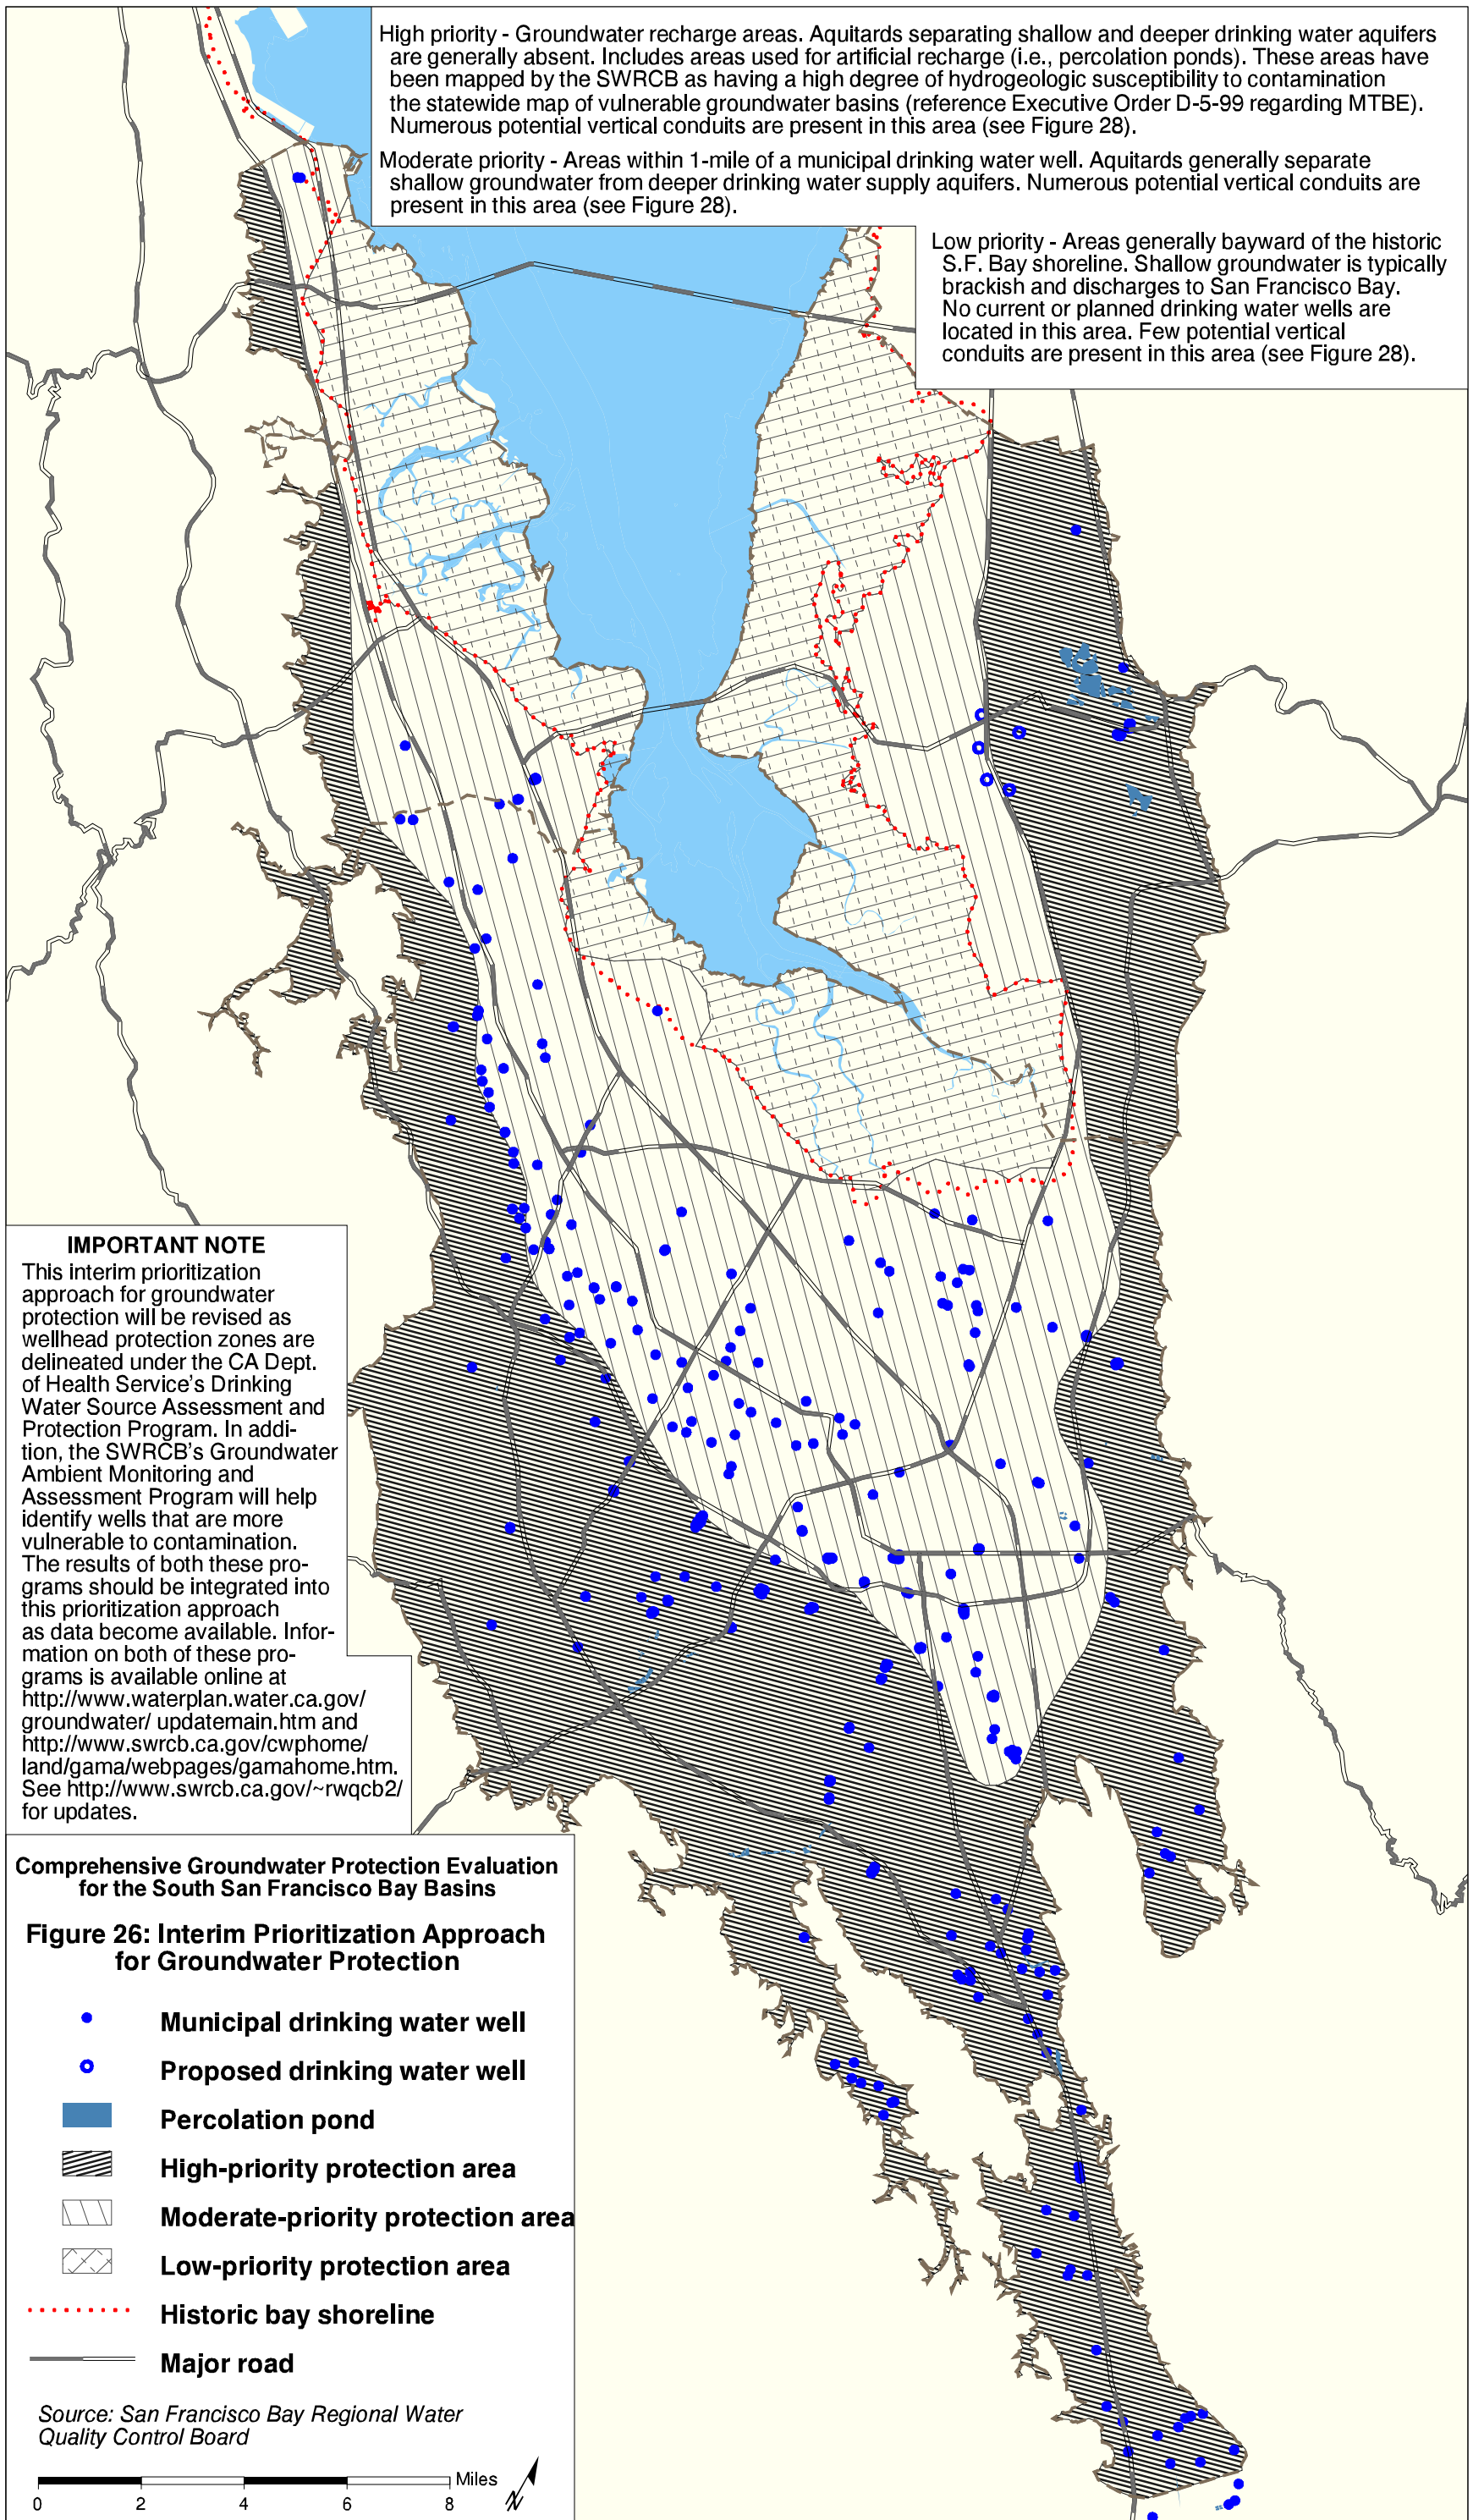 High priority - Groundwater recharge areas. Aquitards separating shallow and deeper drinking water aquifers
are generally absent. Includes areas used for artificial recharge (i.e., percolation ponds). These areas have
been mapped by the SWRCB as having a high degree of hydrogeologic susceptibility to contamination
the statewide map of vulnerable groundwater basins (reference Executive Order D-5-99 regarding MTBE).
Numerous potential vertical conduits are present in this area (see Figure 28).
Moderate priority - Areas within 1-mile of a municipal drinking water well. Aquitards generally separate
shallow groundwater from deeper drinking water supply aquifers. Numerous potential vertical conduits are
present in this area (see Figure 28).
Low priority - Areas generally bayward of the historic
S.F. Bay shoreline. Shallow groundwater is typically
brackish and discharges to San Francisco Bay.
No current or planned drinking water wells are
located in this area. Few potential vertical
conduits are present in this area (see Figure 28).
IMPORTANT NOTE
This interim prioritization
approach for groundwater
protection will be revised as
wellhead protection zones are
delineated under the CA Dept.
of Health Service's Drinking
Water Source Assessment and
Protection Program. In addi-
tion, the SWRCB's Groundwater
Ambient Monitoring and
Assessment Program will help
identify wells that are more
vulnerable to contamination.
The results of both these pro-
grams should be integrated into
this prioritization approach
as data become available. Infor-
mation on both of these pro-
grams is available online at
http://www.waterplan.water.ca.gov/
groundwater/ updatemain.htm and
http://www.swrcb.ca.gov/cwphome/
land/gama/webpages/gamahome.htm.
See http://www.swrcb.ca.gov/~rwqcb2/
for updates.
Comprehensive Groundwater Protection Evaluation
for the South San Francisco Bay Basins
Figure 26: Interim Prioritization Approach
for Groundwater Protection
Municipal drinking water well
Proposed drinking water well
Percolation pond
High-priority protection area
Moderate-priority protection area
Low-priority protection area
Historic bay shoreline
Major road
Source: San Francisco Bay Regional Water
Quality Control Board
Miles
0 2 4 6 8
N